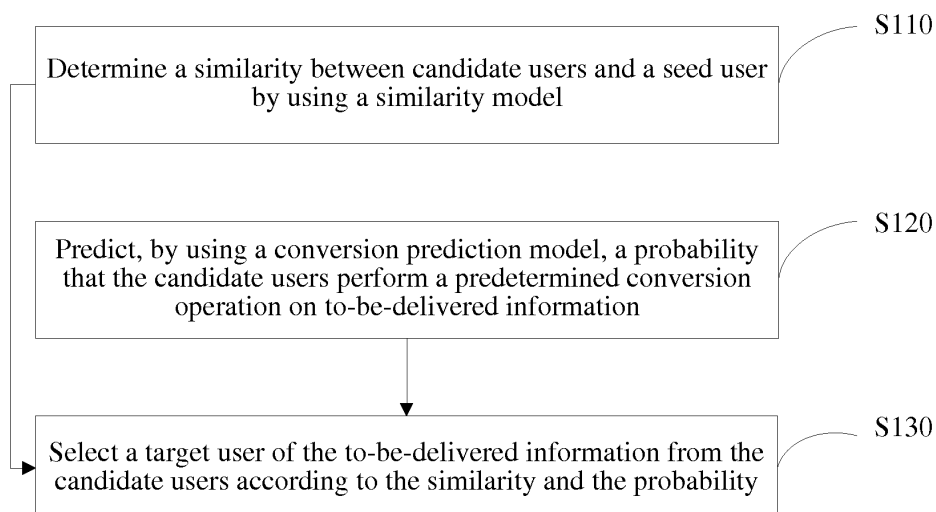 S110
Determine a similarity between candidate users and a seed user
by using a similarity model
S120
Predict, by using a conversion prediction model, a probability
that the candidate users perform a predetermined conversion
operation on to-be-delivered information
S130
Select a target user of the to-be-delivered information from the
candidate users according to the similarity and the probability